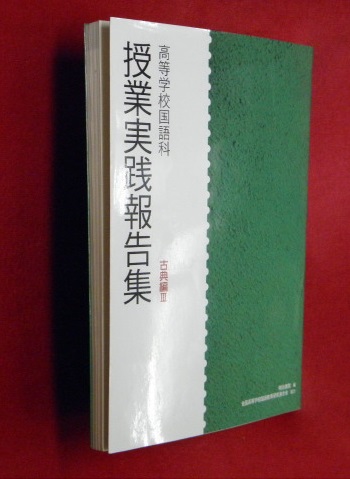 高等学校国語科
授業実践報告集
古典編Ⅲ